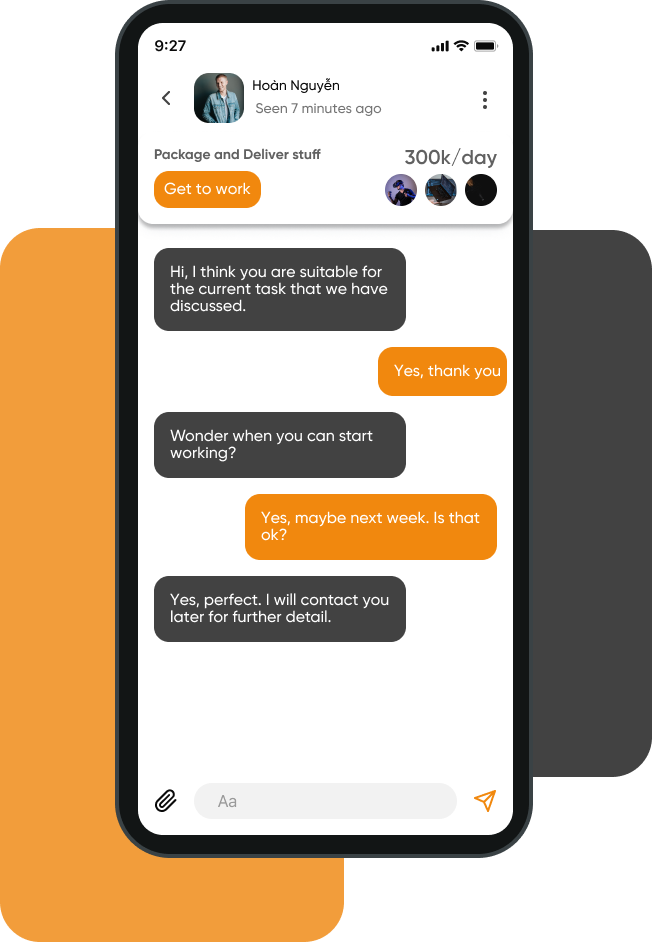 9:27
Hoàn Nguyễn
Seen 7 minutes ago
Package and Deliver stuff
300k/day
Get to work
Hi, I think you are suitable for
the current task that we have
discussed.
Yes, thank you
Wonder when you can start
working?
Yes, maybe next week. Is that
ok?
Yes, perfect. I will contact you
later for further detail.
Aa